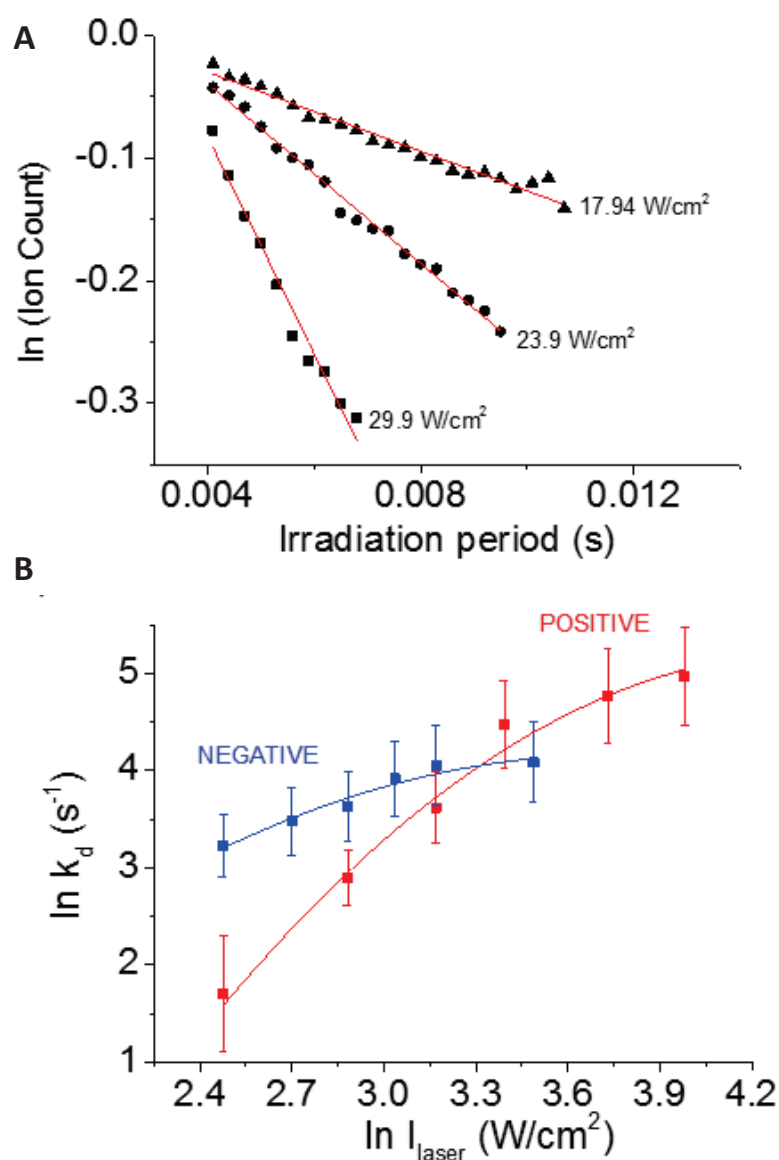 A
0.0
-0.1
-0.2
-0.3
ln (Ion Count)
17.94 W/cm²
23.9 W/cm²
29.9 W/cm²
0.004 0.008 0.012
Irradiation period (s)
B
POSITIVE
NEGATIVE
5
4
3
2
1
ln k_d (s⁻¹)
2.4 2.7 3.0 3.3 3.6 3.9 4.2
ln I_laser (W/cm²)